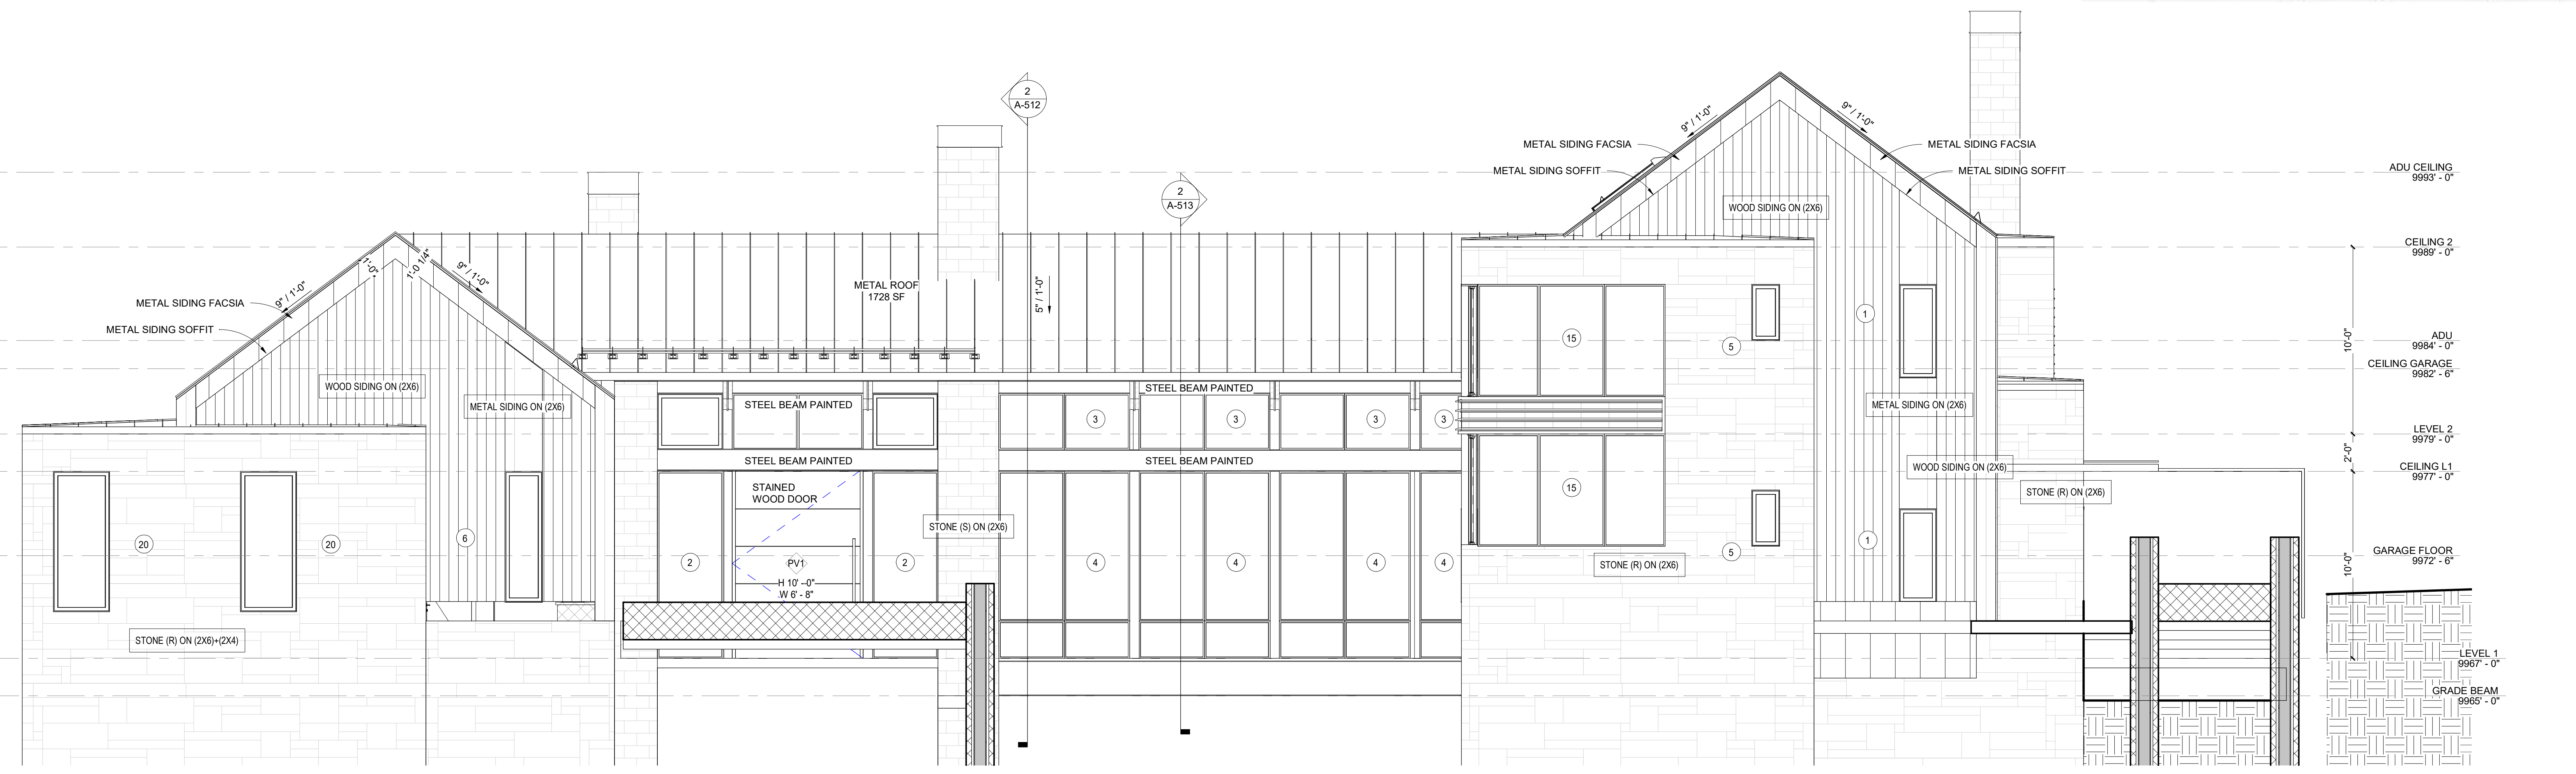 2
A-512
2
A-513
9" / 1'-0"
9" / 1'-0"
METAL SIDING FACSIA
METAL SIDING FACSIA
METAL SIDING SOFFIT
METAL SIDING SOFFIT
ADU CEILING
9993' - 0"
WOOD SIDING ON (2X6)
CEILING 2
9989' - 0"
1'-0"
1'-0 1/4"
9" / 1'-0"
9" / 1'-0"
METAL SIDING FACSIA
METAL SIDING SOFFIT
METAL ROOF
1728 SF
5" / 1'-0"
1
15
5
10'-0"
ADU
9984' - 0"
CEILING GARAGE
9982' - 6"
WOOD SIDING ON (2X6)
METAL SIDING ON (2X6)
STEEL BEAM PAINTED
STEEL BEAM PAINTED
METAL SIDING ON (2X6)
3
3
3
3
LEVEL 2
9979' - 0"
2'-0"
STEEL BEAM PAINTED
STEEL BEAM PAINTED
WOOD SIDING ON (2X6)
CEILING L1
9977' - 0"
STAINED
WOOD DOOR
15
STONE (R) ON (2X6)
STONE (S) ON (2X6)
20
20
6
1
5
GARAGE FLOOR
9972' - 6"
2
PV1
2
4
4
4
4
STONE (R) ON (2X6)
10'-0"
H 10' - 0"
W 6' - 8"
STONE (R) ON (2X6)+(2X4)
LEVEL 1
9967' - 0"
GRADE BEAM
9965' - 0"